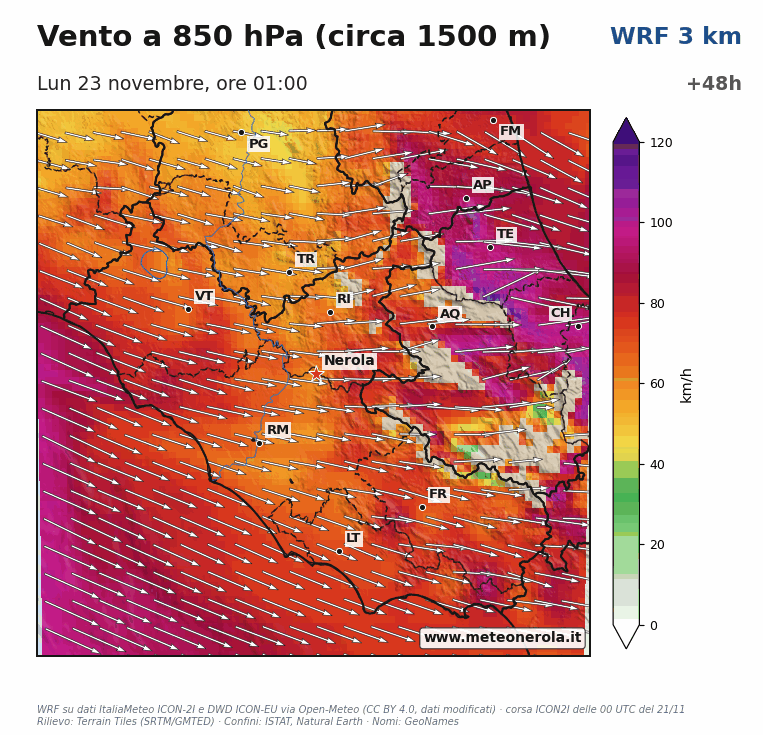 Vento a 850 hPa (circa 1500 m)
WRF 3 km
Lun 23 novembre, ore 01:00
+48h
FM
PG
AP
TE
TR
RI
VT
AQ
CH
Nerola
RM
FR
LT
www.meteonerola.it
120
100
80
60
40
20
0
km/h
WRF su dati ItaliaMeteo ICON-2I e DWD ICON-EU via Open-Meteo (CC BY 4.0, dati modificati) · corsa ICON2I delle 00 UTC del 21/11
Rilievo: Terrain Tiles (SRTM/GMTED) · Confini: ISTAT, Natural Earth · Nomi: GeoNames